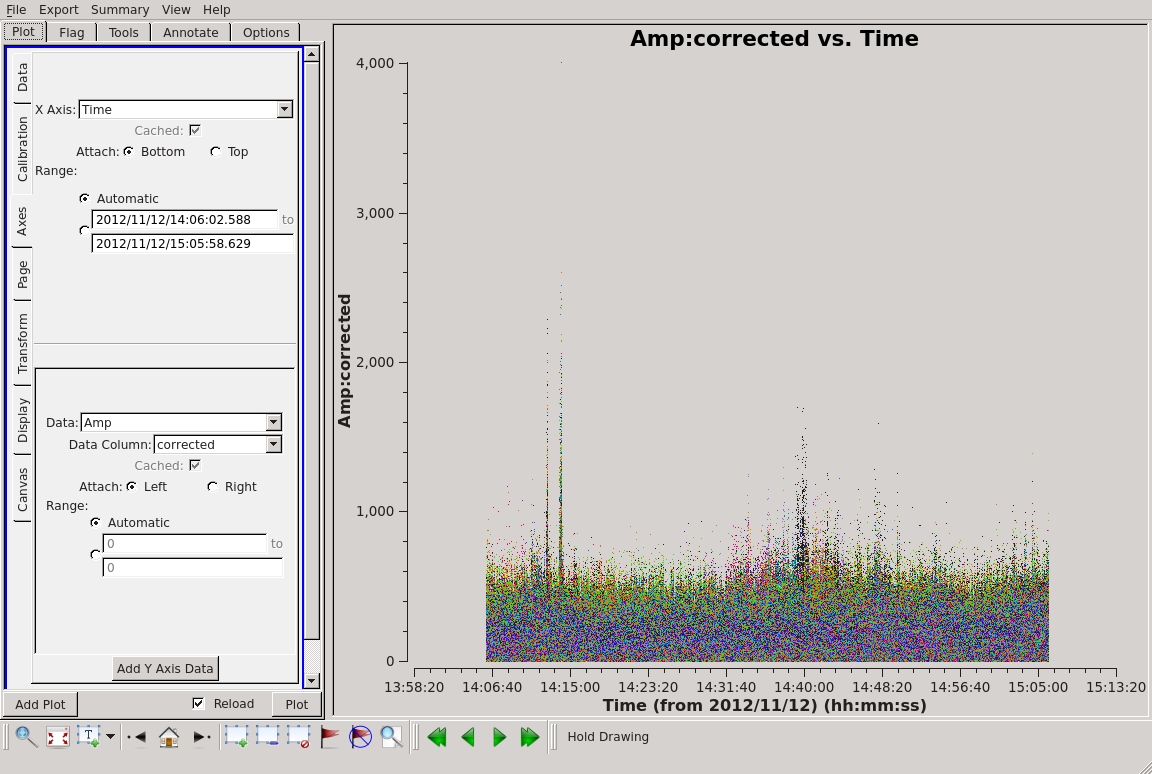 File Export Summary View Help
Plot Flag Tools Annotate Options
Data
Calibration
Axes
Page
Transform
Display
Canvas
X Axis: Time
Cached:
Attach: Bottom Top
Range:
Automatic
2012/11/12/14:06:02.588 to
2012/11/12/15:05:58.629
Data: Amp
Data Column: corrected
Cached:
Attach: Left Right
Range:
Automatic
0 to
0
Add Y Axis Data
Add Plot Reload Plot
Amp:corrected vs. Time
4,000
3,000
2,000
1,000
0
Amp:corrected
13:58:20 14:06:40 14:15:00 14:23:20 14:31:40 14:40:00 14:48:20 14:56:40 15:05:00 15:13:20
Time (from 2012/11/12) (hh:mm:ss)
T
Hold Drawing